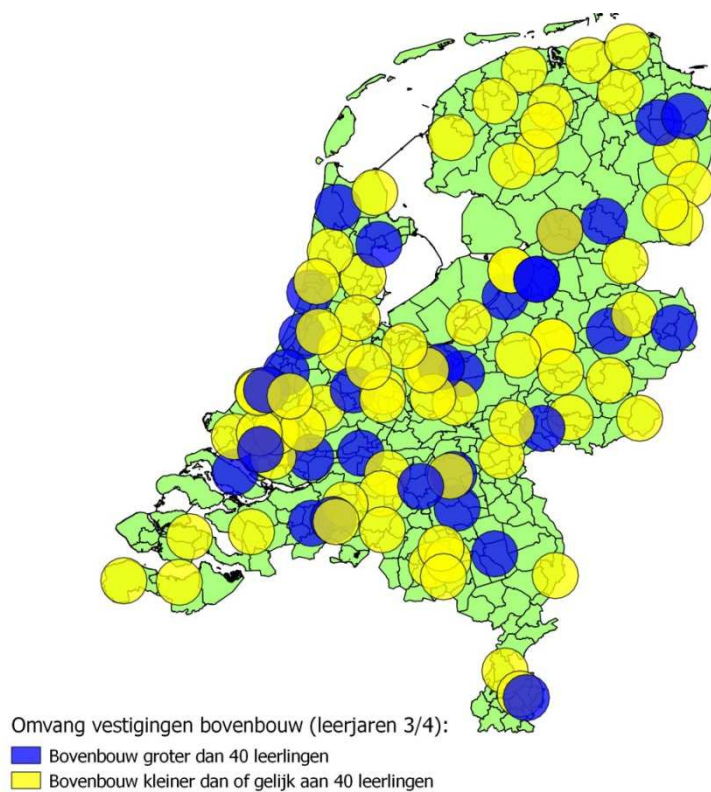 Omvang vestigingen bovenbouw (leerjaren 3/4):
Bovenbouw groter dan 40 leerlingen
Bovenbouw kleiner dan of gelijk aan 40 leerlingen